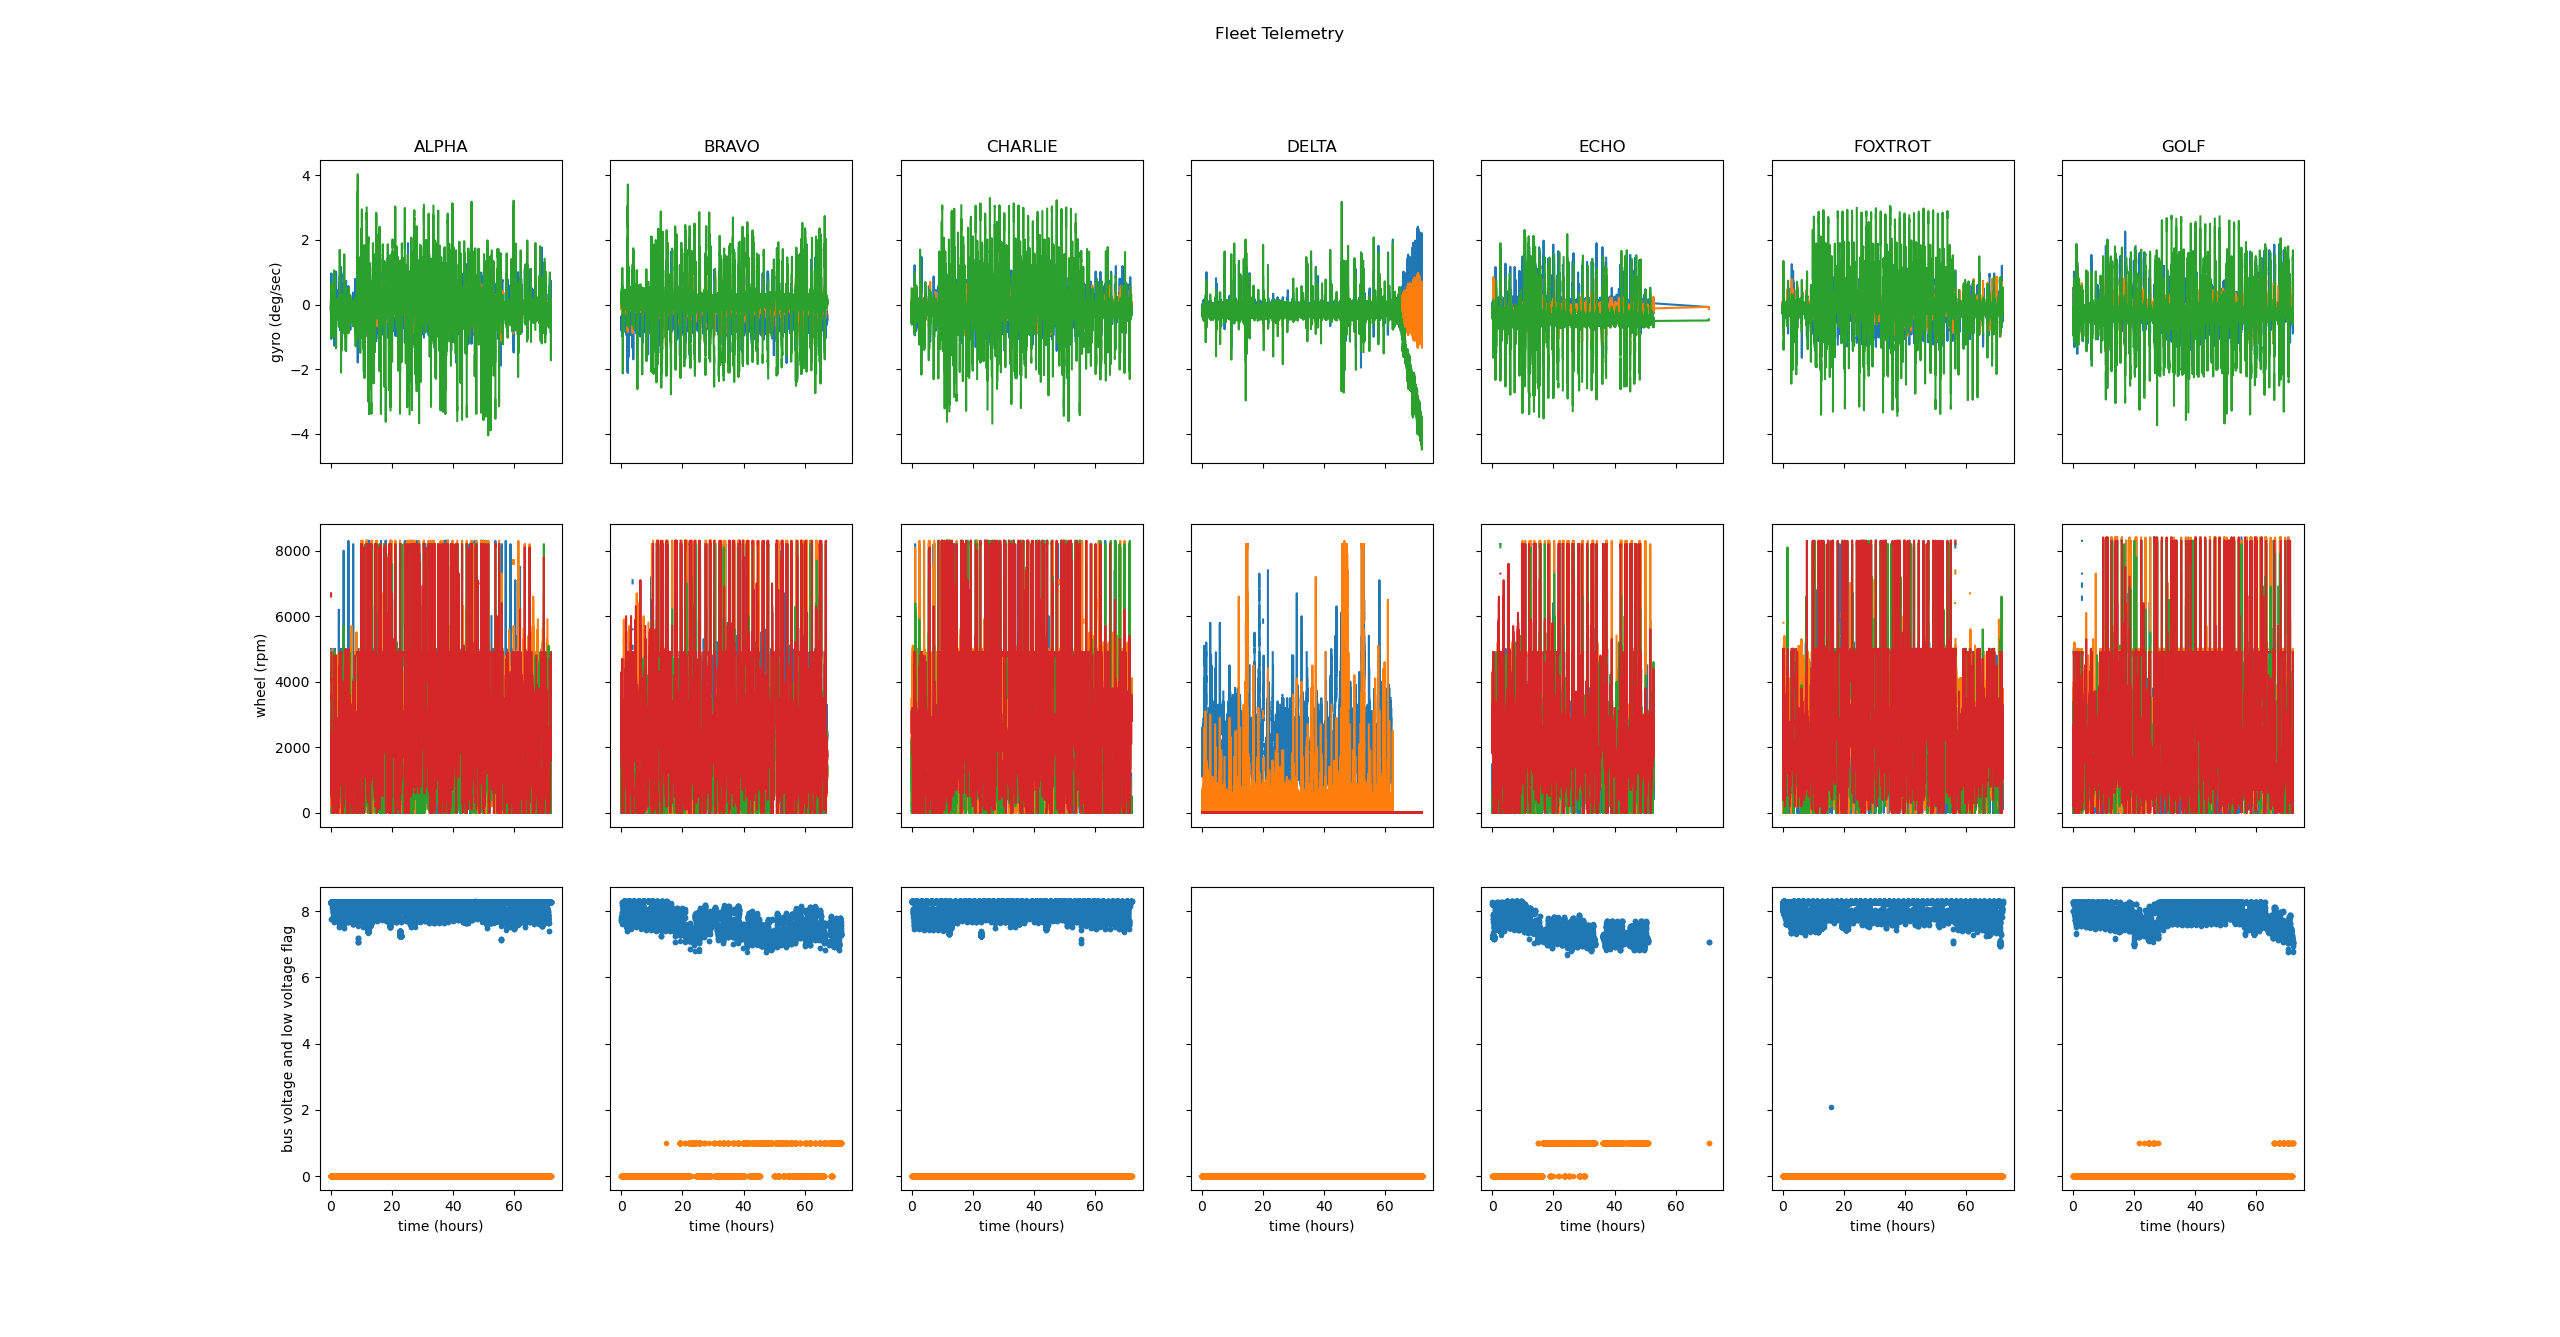 Fleet Telemetry
ALPHA BRAVO CHARLIE DELTA ECHO FOXTROT GOLF
gyro (deg/sec)
4
2
0
−2
−4
wheel (rpm)
8000
6000
4000
2000
0
bus voltage and low voltage flag
8
6
4
2
0
0 20 40 60 0 20 40 60 0 20 40 60 0 20 40 60 0 20 40 60 0 20 40 60 0 20 40 60
time (hours) time (hours) time (hours) time (hours) time (hours) time (hours) time (hours)